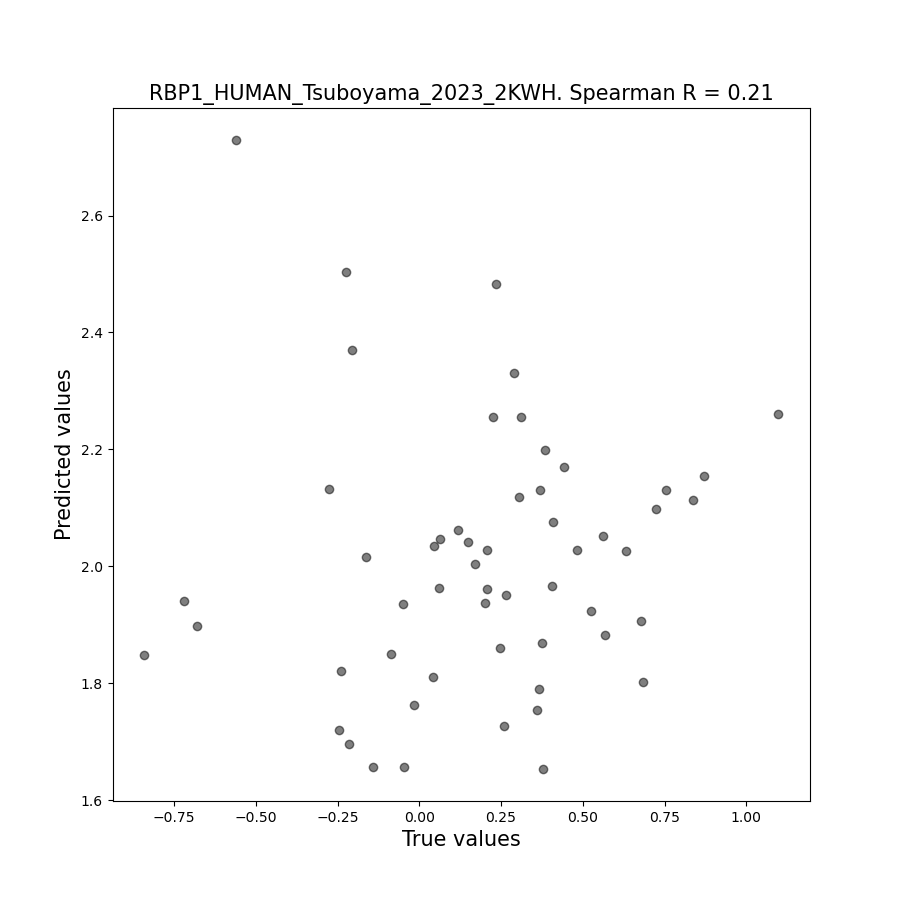 RBP1_HUMAN_Tsuboyama_2023_2KWH. Spearman R = 0.21
Predicted values
2.6
2.4
2.2
2.0
1.8
1.6
−0.75 −0.50 −0.25 0.00 0.25 0.50 0.75 1.00
True values